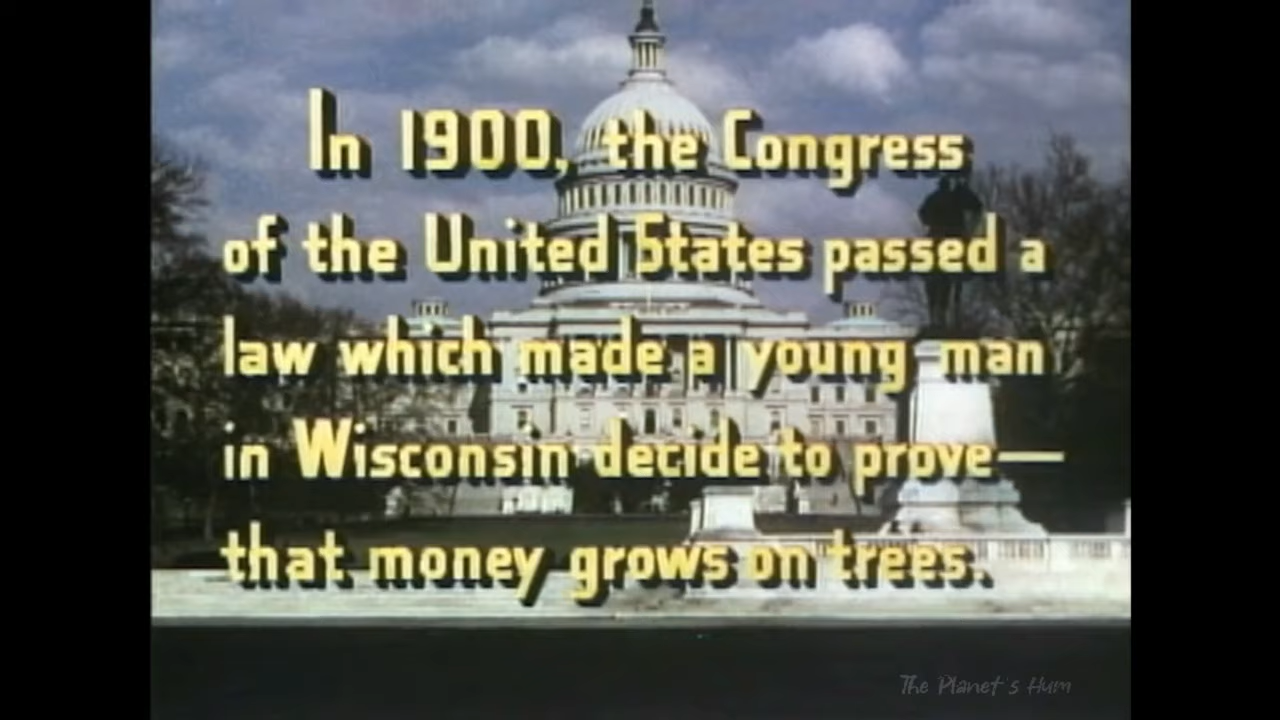 In 1900, the Congress
of the United States passed a
law which made a young man
in Wisconsin decide to prove—
that money grows on trees.
The Planet's Hum